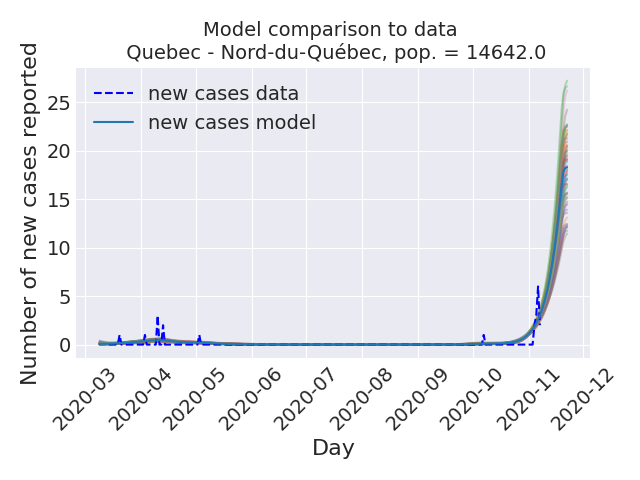 Model comparison to data
Quebec - Nord-du-Québec, pop. = 14642.0
Number of new cases reported
25
20
15
10
5
0
new cases data
new cases model
2020-03
2020-04
2020-05
2020-06
2020-07
2020-08
2020-09
2020-10
2020-11
2020-12
Day